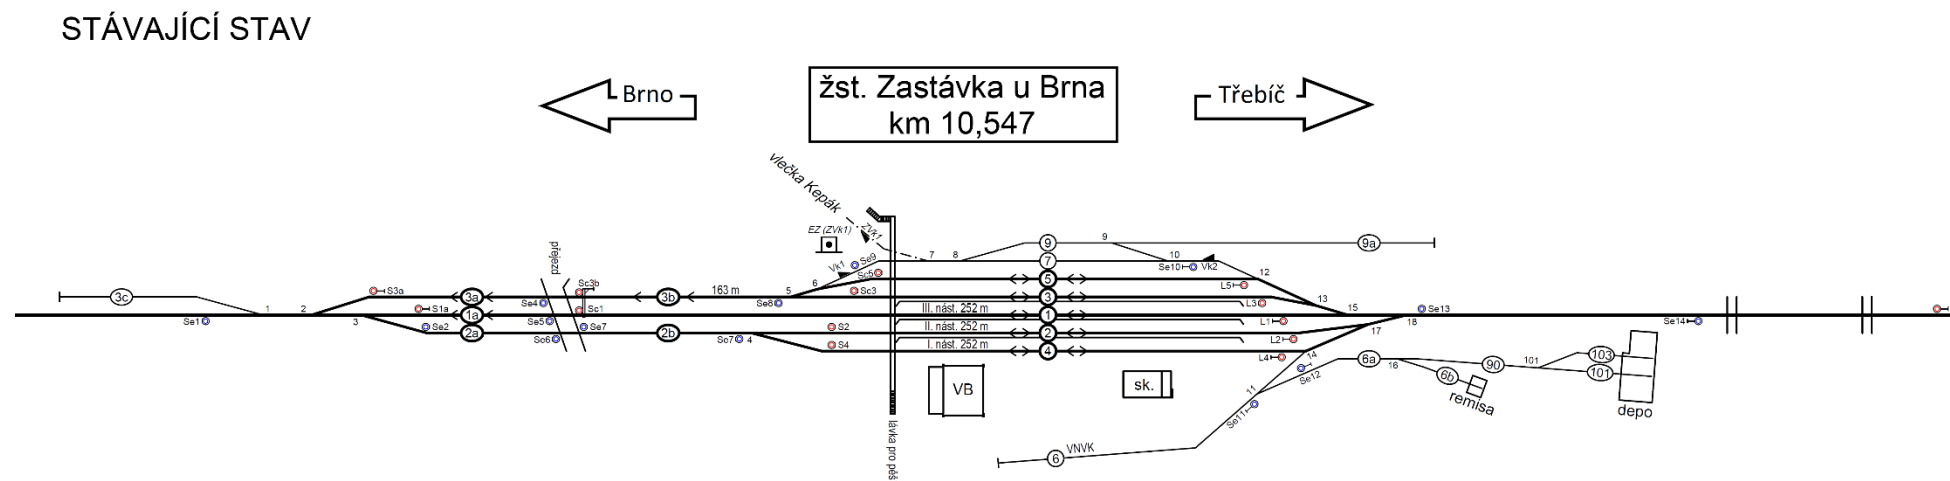 STÁVAJÍCÍ STAV
Brno
žst. Zastávka u Brna
km 10,547
Třebíč
vlečka Kepák
EZ (ZVk1)
ZVk1
přejezd
Vk1
Se9
Sc5
7
8
9
9
9a
7
10
Se10
Vk2
12
3c
S3a
3a
Se4
Sc3b
3b
163 m
Se8
5
6
Sc3
5
3
L5
L3
13
15
Se1
1
2
3
S1a
1a
Se5
Sc1
III. nást. 252 m
1
L1
Se13
18
Se14
Se2
2a
Sc6
Se7
2b
Sc7
4
S2
II. nást. 252 m
2
L2
17
S4
I. nást. 252 m
4
L4
14
Se12
6a
16
90
101
103
101
6b
remisa
depo
VB
sk.
11
Se11
lávka pro pěš
6
VNVK